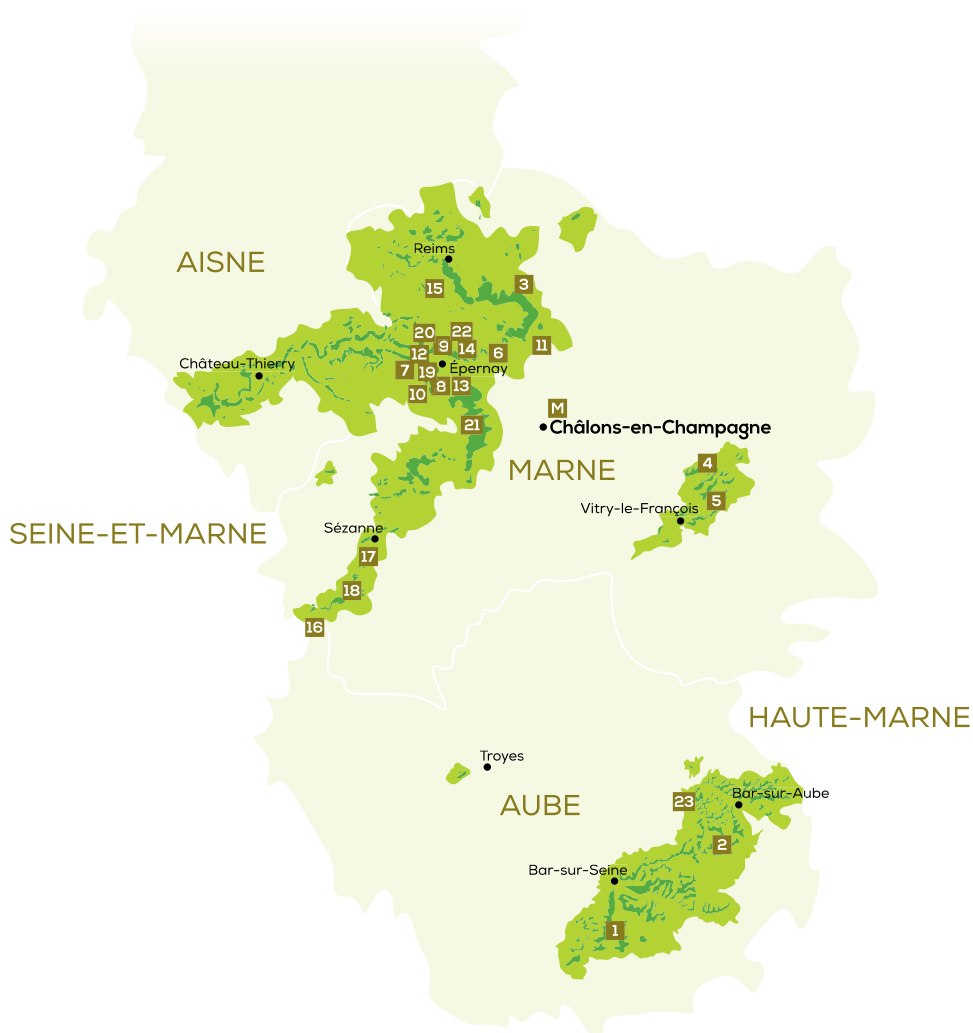 Reims
AISNE
3
15
20
22
9
14
11
12
6
Château-Thierry
7
19
Épernay
8
13
10
M
21
Châlons-en-Champagne
4
MARNE
5
Vitry-le-François
SEINE-ET-MARNE
Sézanne
17
18
16
HAUTE-MARNE
Troyes
AUBE
23
Bar-sur-Aube
2
Bar-sur-Seine
1